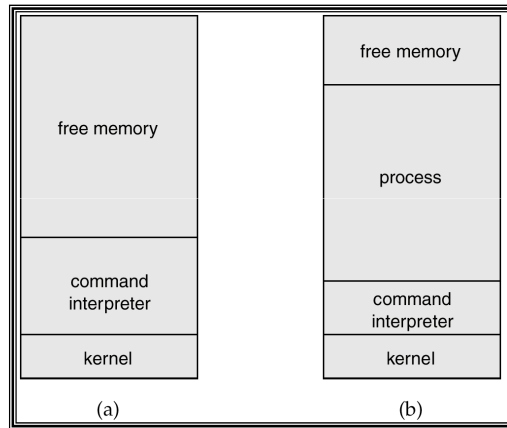 free memory
command
interpreter
kernel
(a)
free memory
process
command
interpreter
kernel
(b)